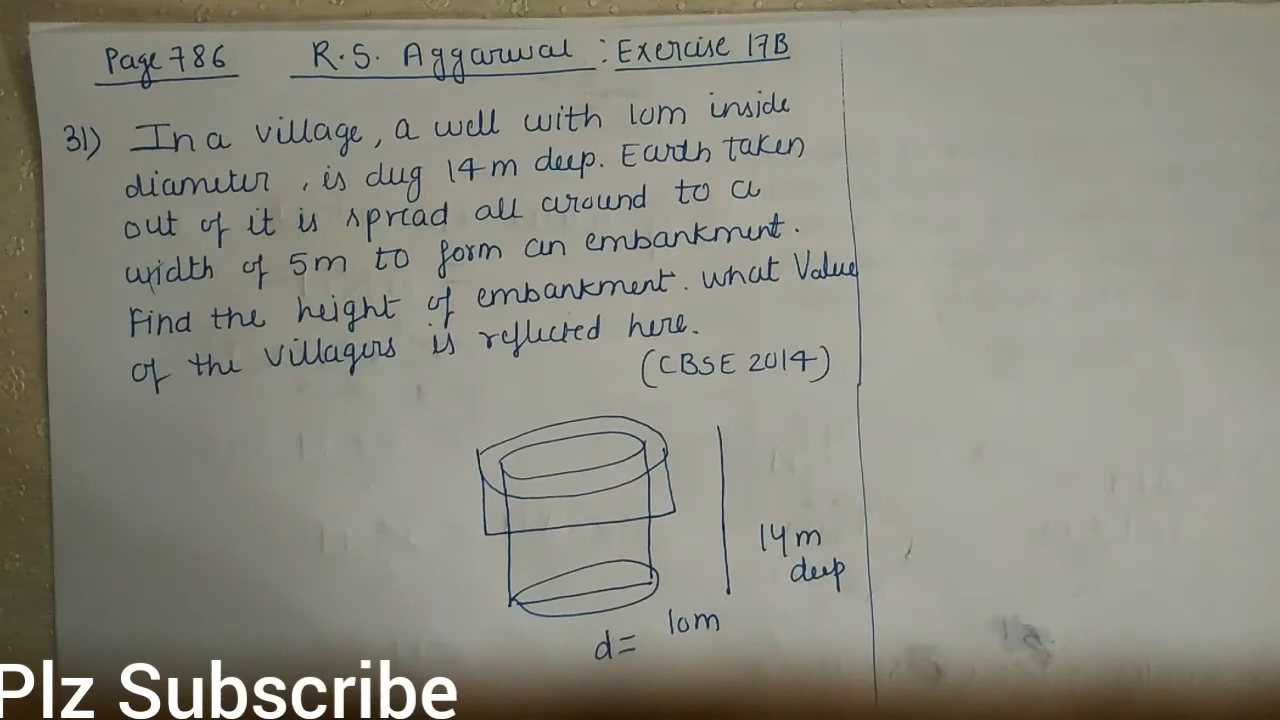 Page 786 R.S. Aggarwal : Exercise 17B
31) In a village, a well with 10m inside
diameter, is dug 14m deep. Earth taken
out of it is spread all around to a
width of 5m to form an embankment.
Find the height of embankment. what Value
of the villagers is reflected here.
(CBSE 2014)
14m
deep
d= 10m
Plz Subscribe